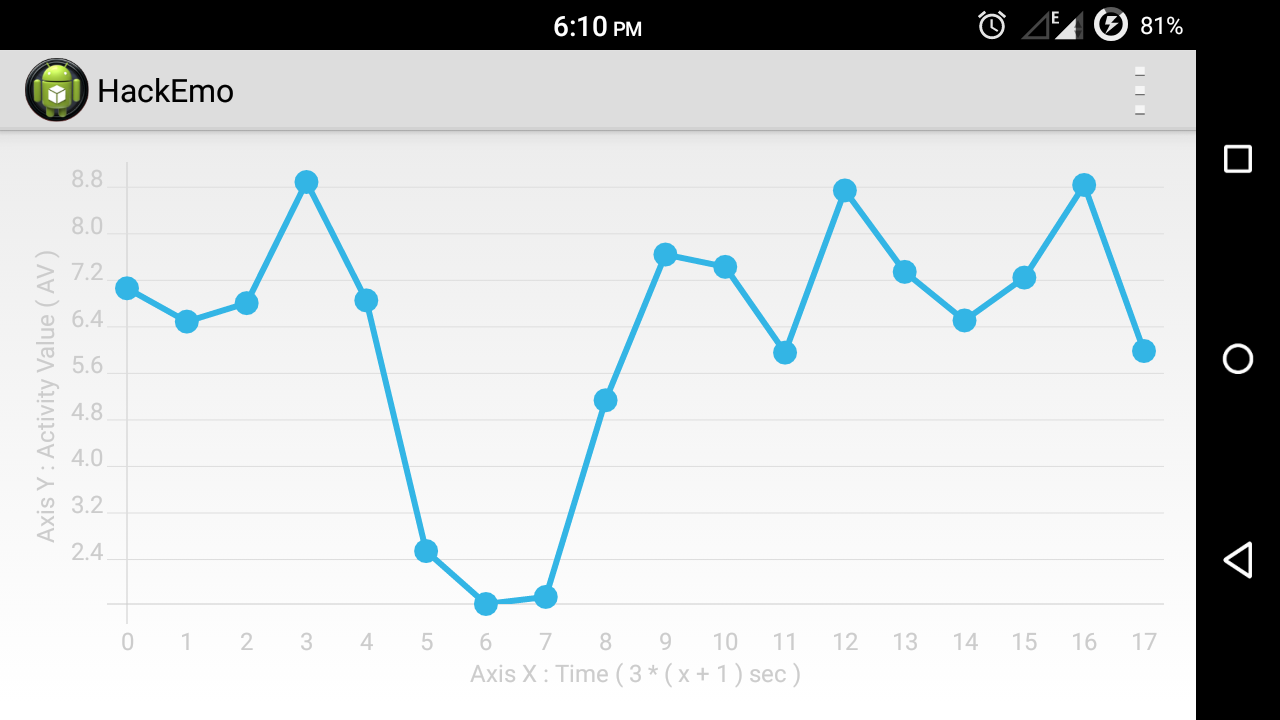 6:10 PM
E
81%
HackEmo
8.8
8.0
7.2
6.4
5.6
4.8
4.0
3.2
2.4
Axis Y : Activity Value ( AV )
0 1 2 3 4 5 6 7 8 9 10 11 12 13 14 15 16 17
Axis X : Time ( 3 * ( x + 1 ) sec )